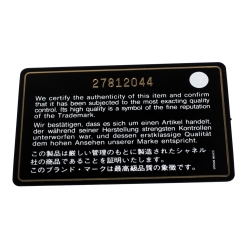 27812044
We certify the authenticity of this item and confirm
that it has been subjected to the most exacting quality
control. Its high quality is a symbol of the fine reputation
of the Trademark.
Wir bestätigen, dass es sich um einen Artikel handelt,
der während seiner Herstellung strengsten Kontrollen
unterworfen war, und dessen erstklassige Qualität
dem hohen Ansehen unserer Marke entspricht.
この製品は厳しい管理のもとに製造されたシャネル
社の商品であることを証明いたします。
このブランド・マークは最高級品質の象徴です。